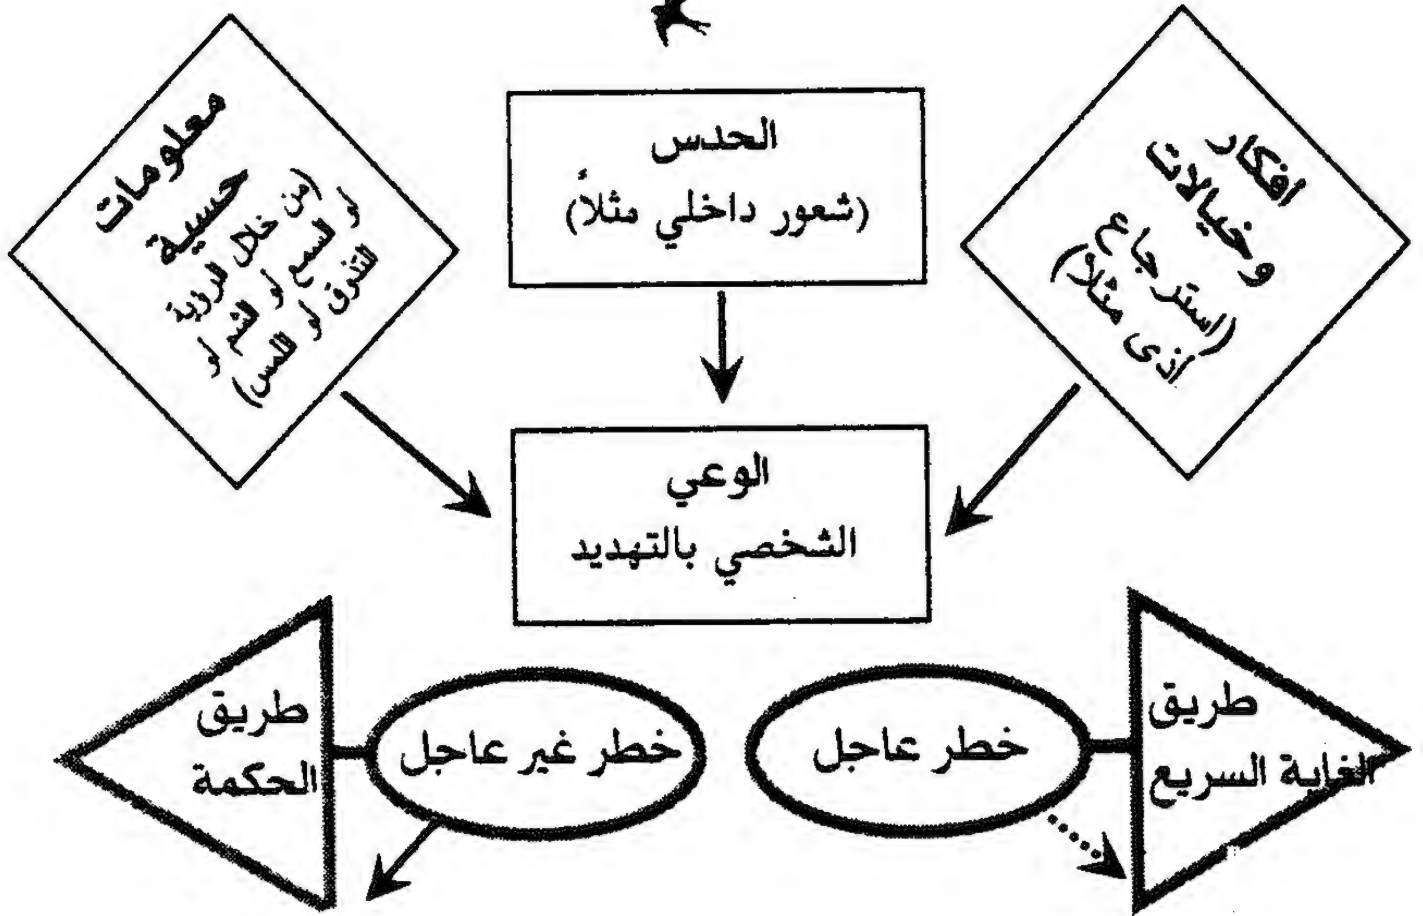 أفكار
وخيالات
(استرجاع
أذى مثلاً)
الحدس
(شعور داخلي مثلاً)
معلومات
حسية
(من خلال الرؤية
أو السمع أو الشم أو
التذوق أو اللمس)
الوعي
الشخصي بالتهديد
طريق
الغاية السريع
خطر عاجل
خطر غير عاجل
طريق
الحكمة